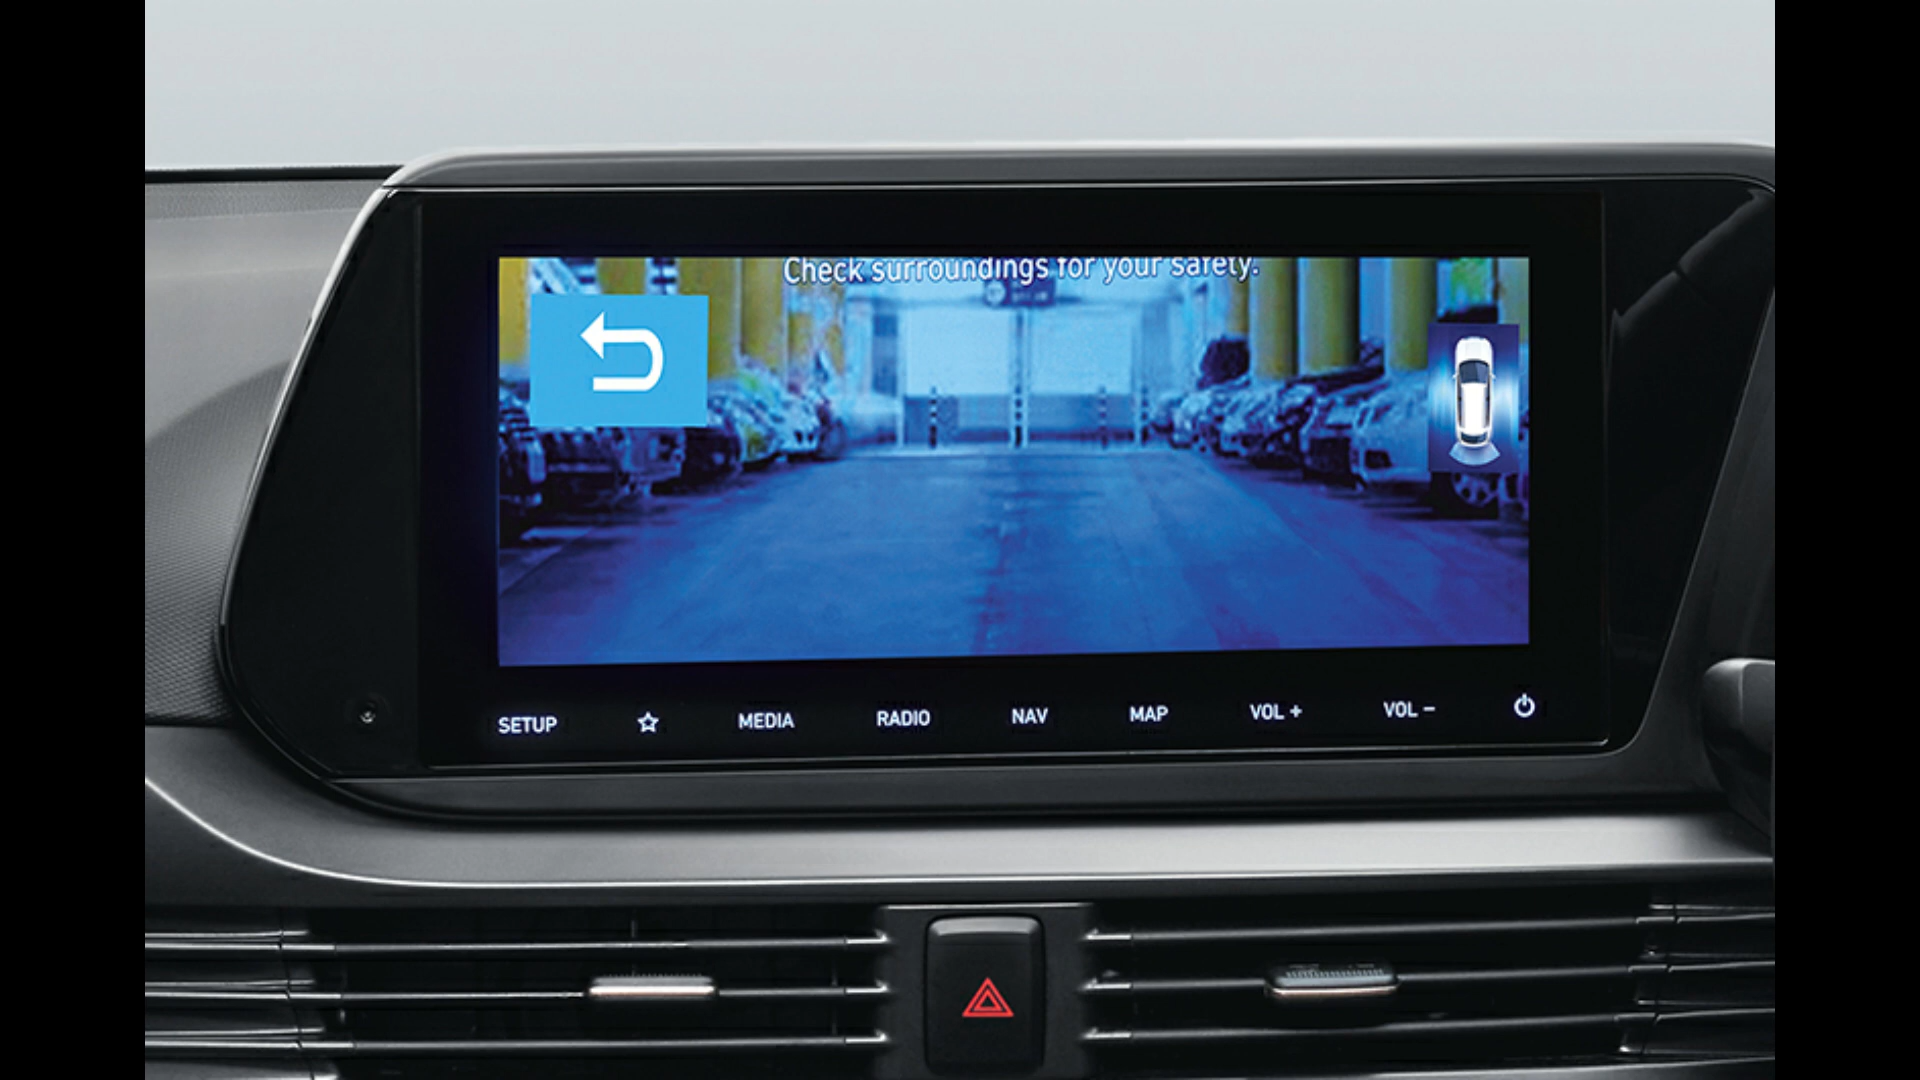 Check surroundings for your safety.
SETUP
MEDIA
RADIO
NAV
MAP
VOL +
VOL −